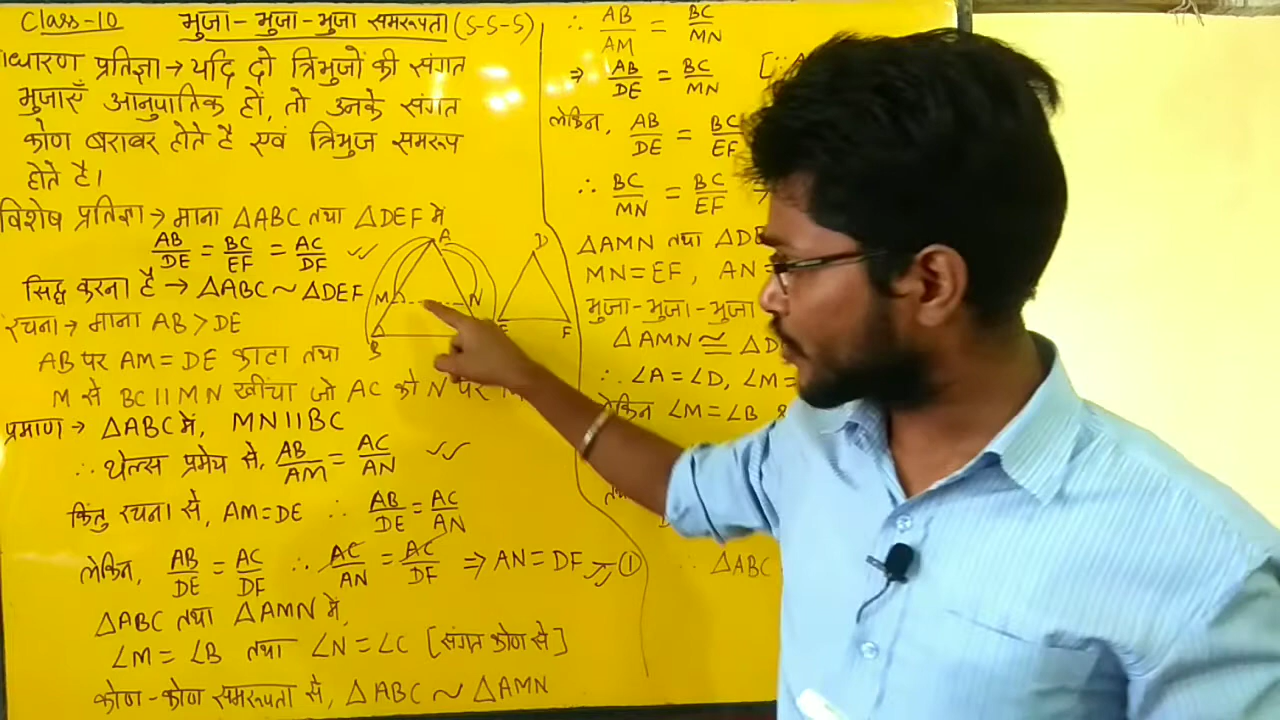 Class-10 भुजा-भुजा-भुजा समरूपता (S-S-S)
साधारण प्रतिज्ञा → यदि दो त्रिभुजों की संगत
भुजाएँ आनुपातिक हों, तो उनके संगत
कोण बराबर होते है एवं त्रिभुज समरूप
होते है।
विशेष प्रतिज्ञा → माना △ABC तथा △DEF में
AB/DE = BC/EF = AC/DF
सिद्ध करना है → △ABC ~ △DEF
रचना → माना AB > DE
AB पर AM = DE काटा तथा
M से BC || MN खींचा जो AC को N पर
प्रमाण → △ABC में, MN || BC
∴ थेल्स प्रमेय से, AB/AM = AC/AN
किंतु रचना से, AM = DE ∴ AB/DE = AC/AN
लेकिन, AB/DE = AC/DF ∴ AC/AN = AC/DF ⇒ AN = DF ①
△ABC तथा △AMN में,
∠M = ∠B तथा ∠N = ∠C [संगत कोण से]
कोण-कोण समरूपता से, △ABC ~ △AMN
A
M N
B
D
E F
∴ AB/AM = BC/MN
⇒ AB/DE = BC/MN
लेकिन, AB/DE = BC/EF
∴ BC/MN = BC/EF
△AMN तथा △DE
MN = EF, AN =
भुजा-भुजा-भुजा
△AMN ≅ △D
∴ ∠A = ∠D, ∠M =
लेकिन ∠M = ∠B
∴ △ABC